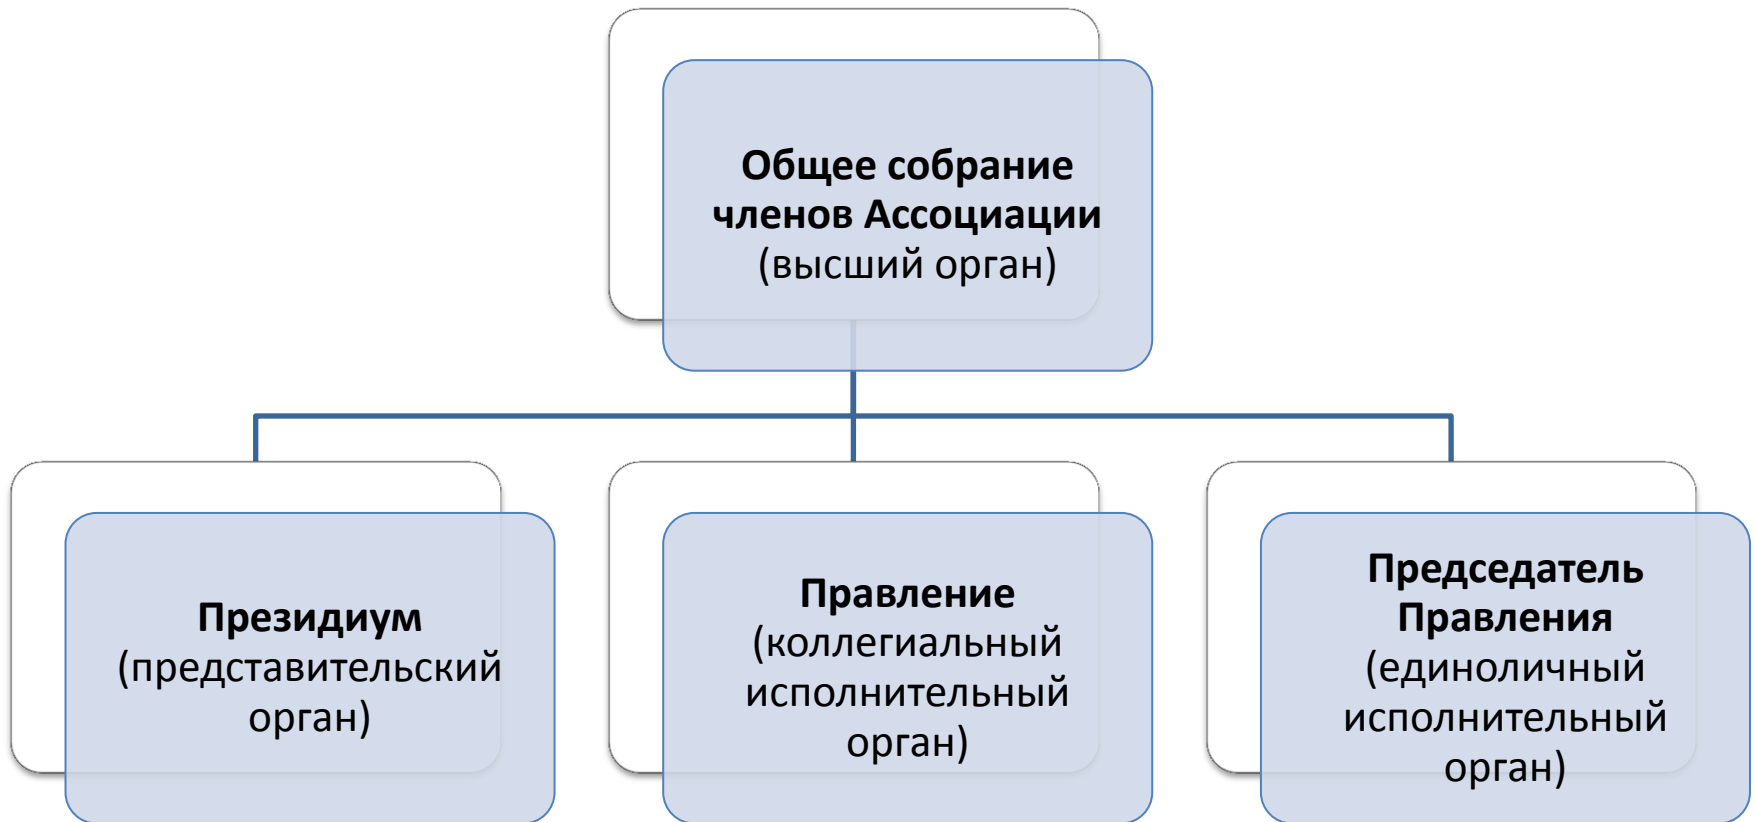 Общее собрание
членов Ассоциации
(высший орган)
Президиум
(представительский
орган)
Правление
(коллегиальный
исполнительный
орган)
Председатель
Правления
(единоличный
исполнительный
орган)